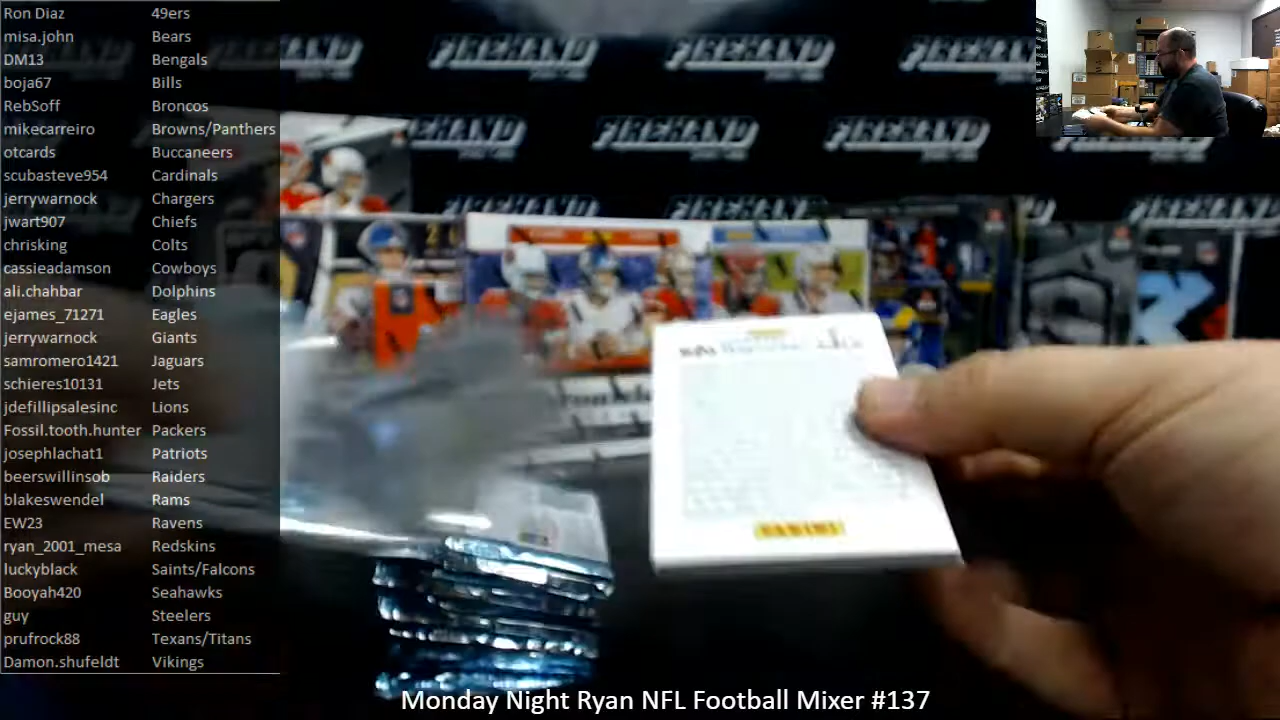 Ron Diaz 49ers
misa.john Bears
DM13 Bengals
boja67 Bills
RebSoff Broncos
mikecarreiro Browns/Panthers
otcards Buccaneers
scubasteve954 Cardinals
jerrywarnock Chargers
jwart907 Chiefs
chrisking Colts
cassieadamson Cowboys
ali.chahbar Dolphins
ejames_71271 Eagles
jerrywarnock Giants
samromero1421 Jaguars
schieres10131 Jets
jdefillipsalesinc Lions
Fossil.tooth.hunter Packers
josephlachat1 Patriots
beerswillinsob Raiders
blakeswendel Rams
EW23 Ravens
ryan_2001_mesa Redskins
luckyblack Saints/Falcons
Booyah420 Seahawks
guy Steelers
prufrock88 Texans/Titans
Damon.shufeldt Vikings
FIREHAND FIREHAND FIREHAND
FIREHAND FIREHAND FIREHAND
FIREHAND FIREHAND FIREHAND
PANINI
Monday Night Ryan NFL Football Mixer #137